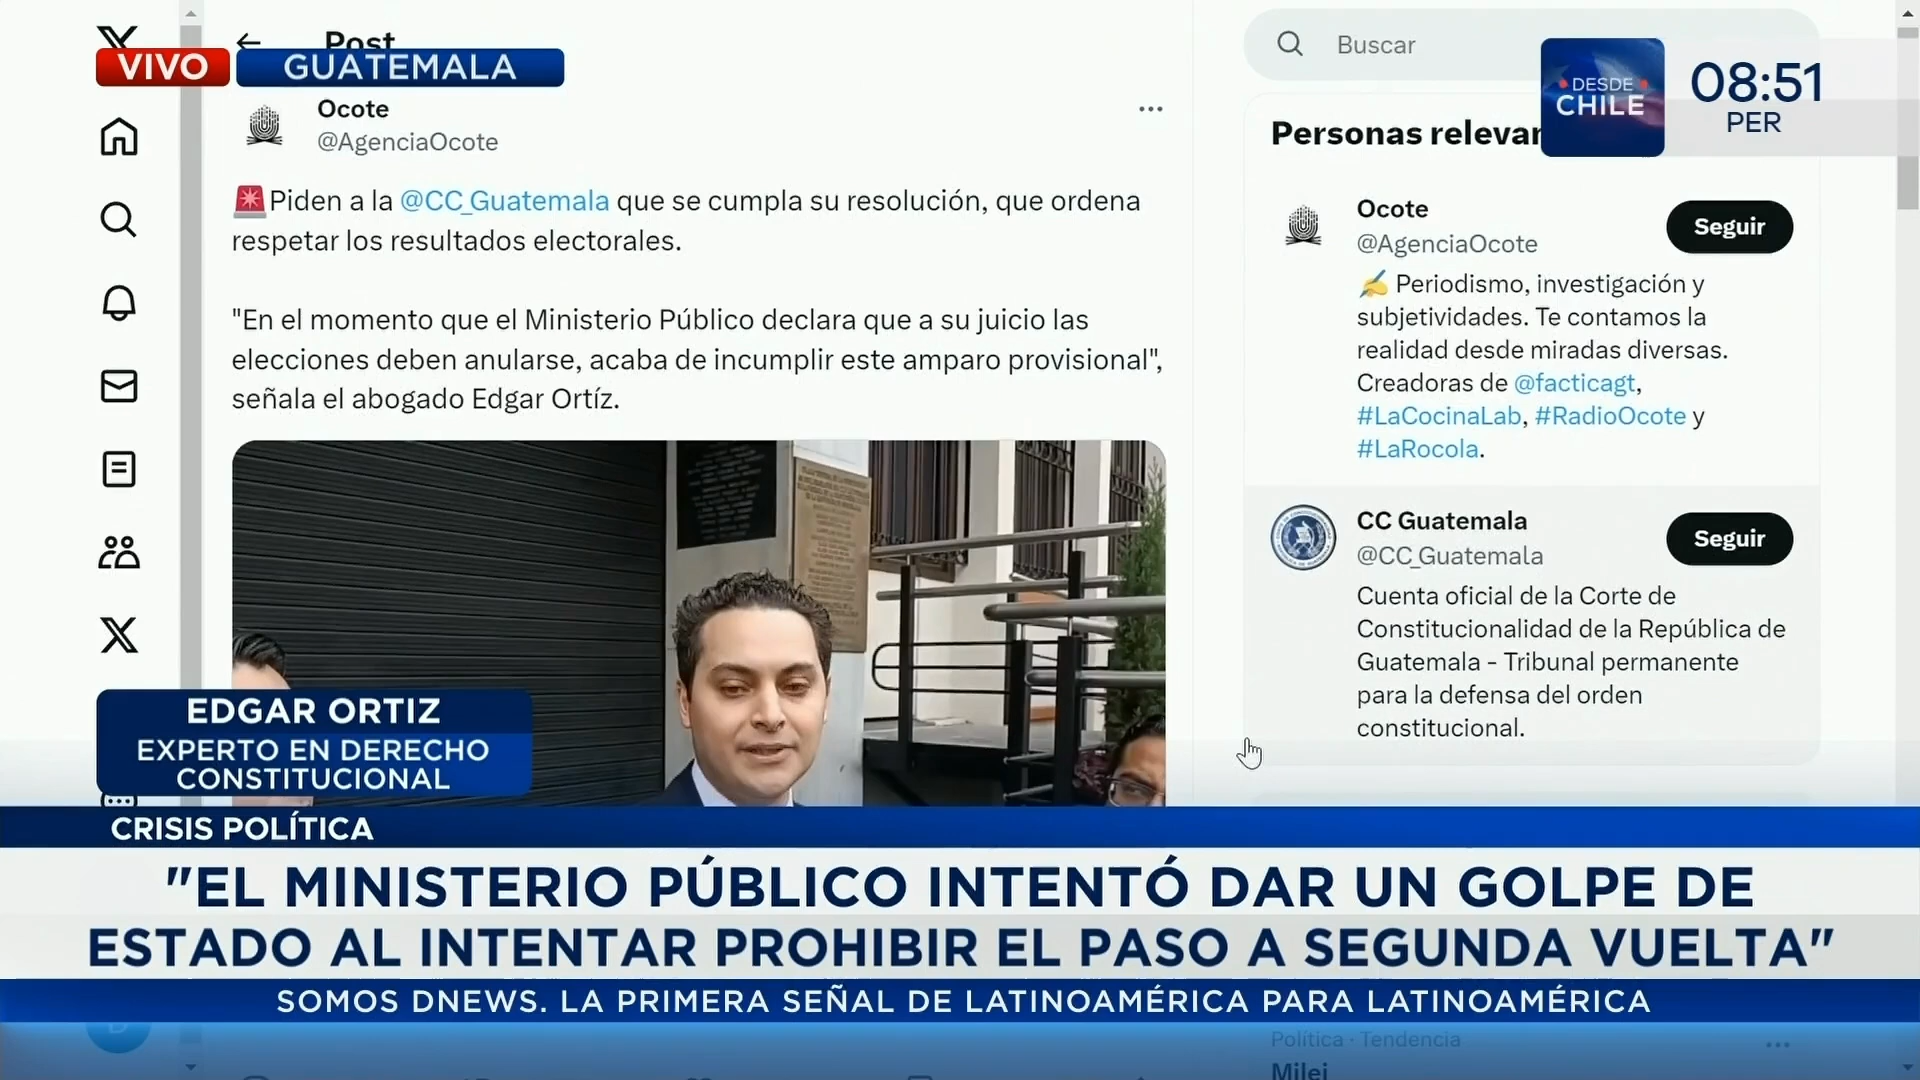 Post
VIVO
GUATEMALA
Ocote
@AgenciaOcote
Piden a la @CC_Guatemala que se cumpla su resolución, que ordena
respetar los resultados electorales.
"En el momento que el Ministerio Público declara que a su juicio las
elecciones deben anularse, acaba de incumplir este amparo provisional",
señala el abogado Edgar Ortíz.
Buscar
DESDE
CHILE
08:51
PER
Personas relevan
Ocote
@AgenciaOcote
Seguir
Periodismo, investigación y
subjetividades. Te contamos la
realidad desde miradas diversas.
Creadoras de @facticagt,
#LaCocinaLab, #RadioOcote y
#LaRocola.
CC Guatemala
@CC_Guatemala
Seguir
Cuenta oficial de la Corte de
Constitucionalidad de la República de
Guatemala - Tribunal permanente
para la defensa del orden
constitucional.
EDGAR ORTIZ
EXPERTO EN DERECHO
CONSTITUCIONAL
CRISIS POLÍTICA
"EL MINISTERIO PÚBLICO INTENTÓ DAR UN GOLPE DE
ESTADO AL INTENTAR PROHIBIR EL PASO A SEGUNDA VUELTA"
SOMOS DNEWS. LA PRIMERA SEÑAL DE LATINOAMÉRICA PARA LATINOAMÉRICA
Política · Tendencia
Milei